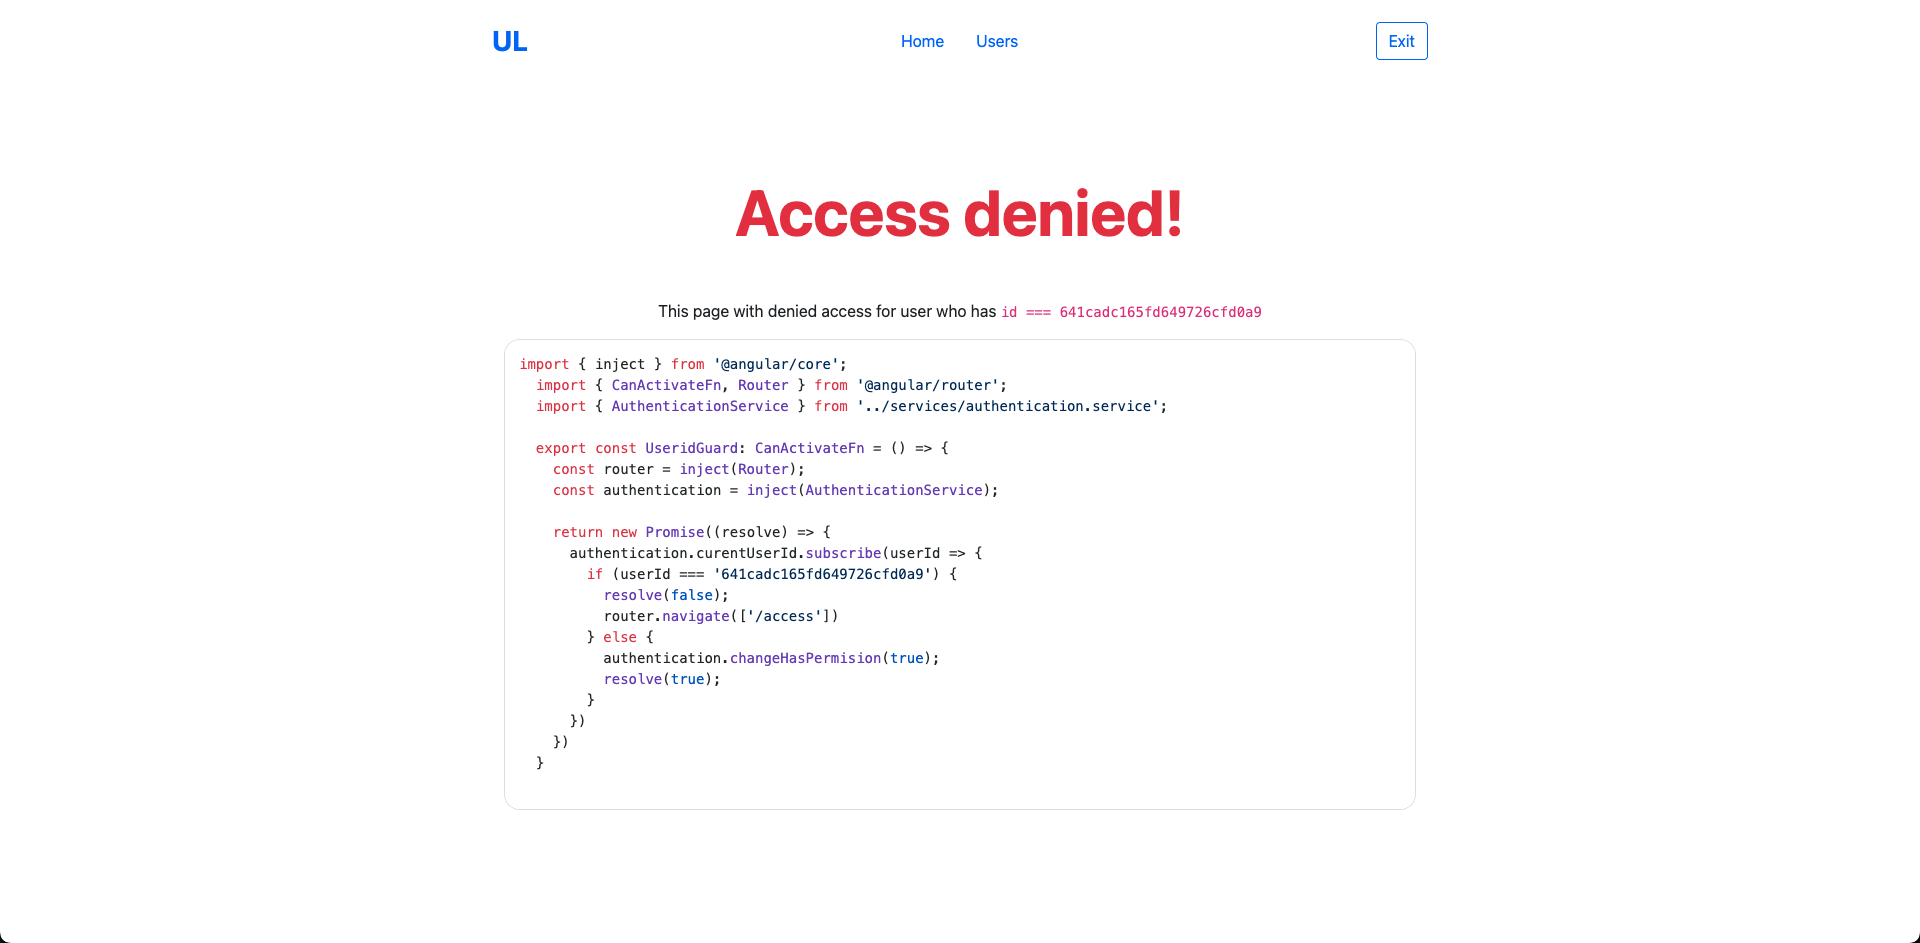 UL
Home Users
Exit
Access denied!
This page with denied access for user who has id === 641cadc165fd649726cfd0a9
import { inject } from '@angular/core';
  import { CanActivateFn, Router } from '@angular/router';
  import { AuthenticationService } from '../services/authentication.service';

  export const UseridGuard: CanActivateFn = () => {
    const router = inject(Router);
    const authentication = inject(AuthenticationService);

    return new Promise((resolve) => {
      authentication.curentUserId.subscribe(userId => {
        if (userId === '641cadc165fd649726cfd0a9') {
          resolve(false);
          router.navigate(['/access'])
        } else {
          authentication.changeHasPermision(true);
          resolve(true);
        }
      })
    })
  }